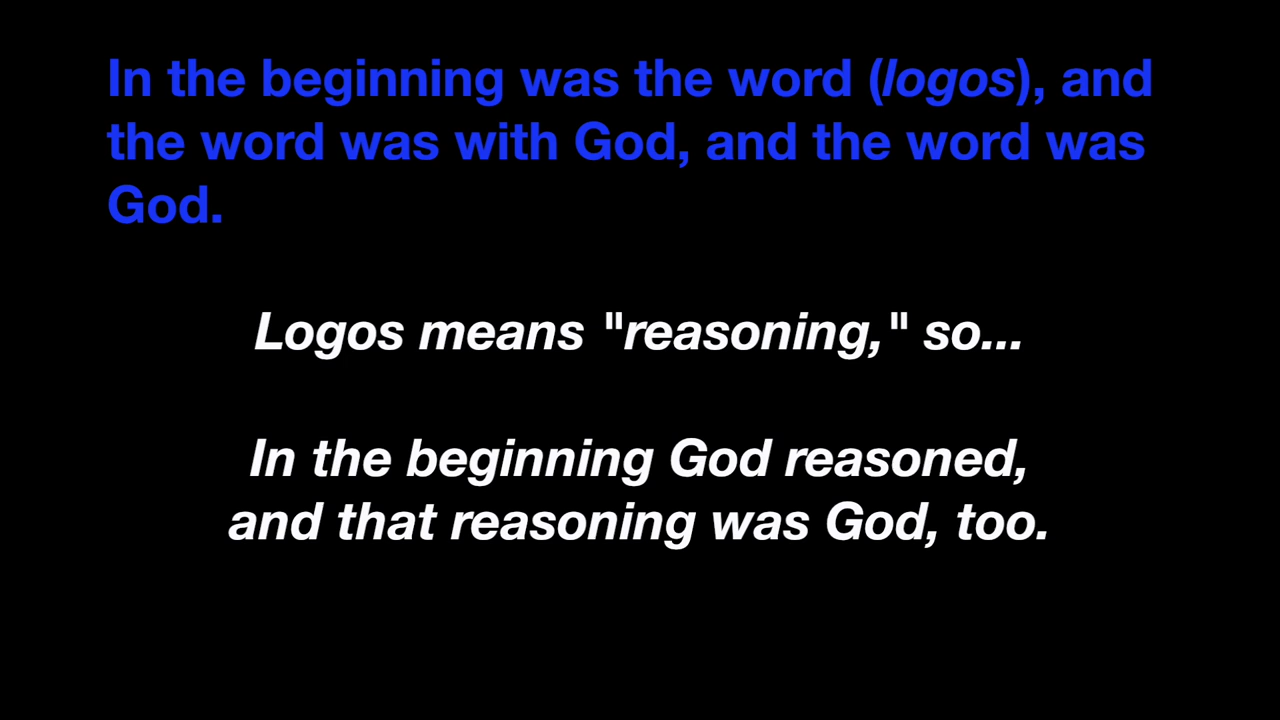 In the beginning was the word (logos), and
the word was with God, and the word was
God.
Logos means "reasoning," so...
In the beginning God reasoned,
and that reasoning was God, too.